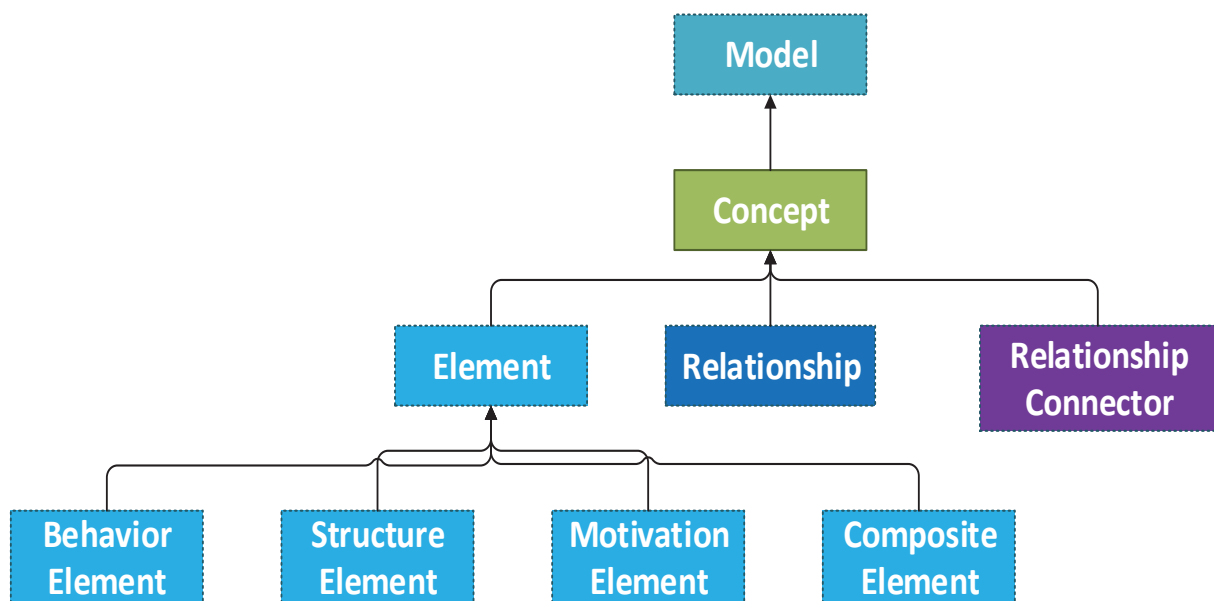 Model
Concept
Element
Relationship
Relationship
Connector
Behavior
Element
Structure
Element
Motivation
Element
Composite
Element